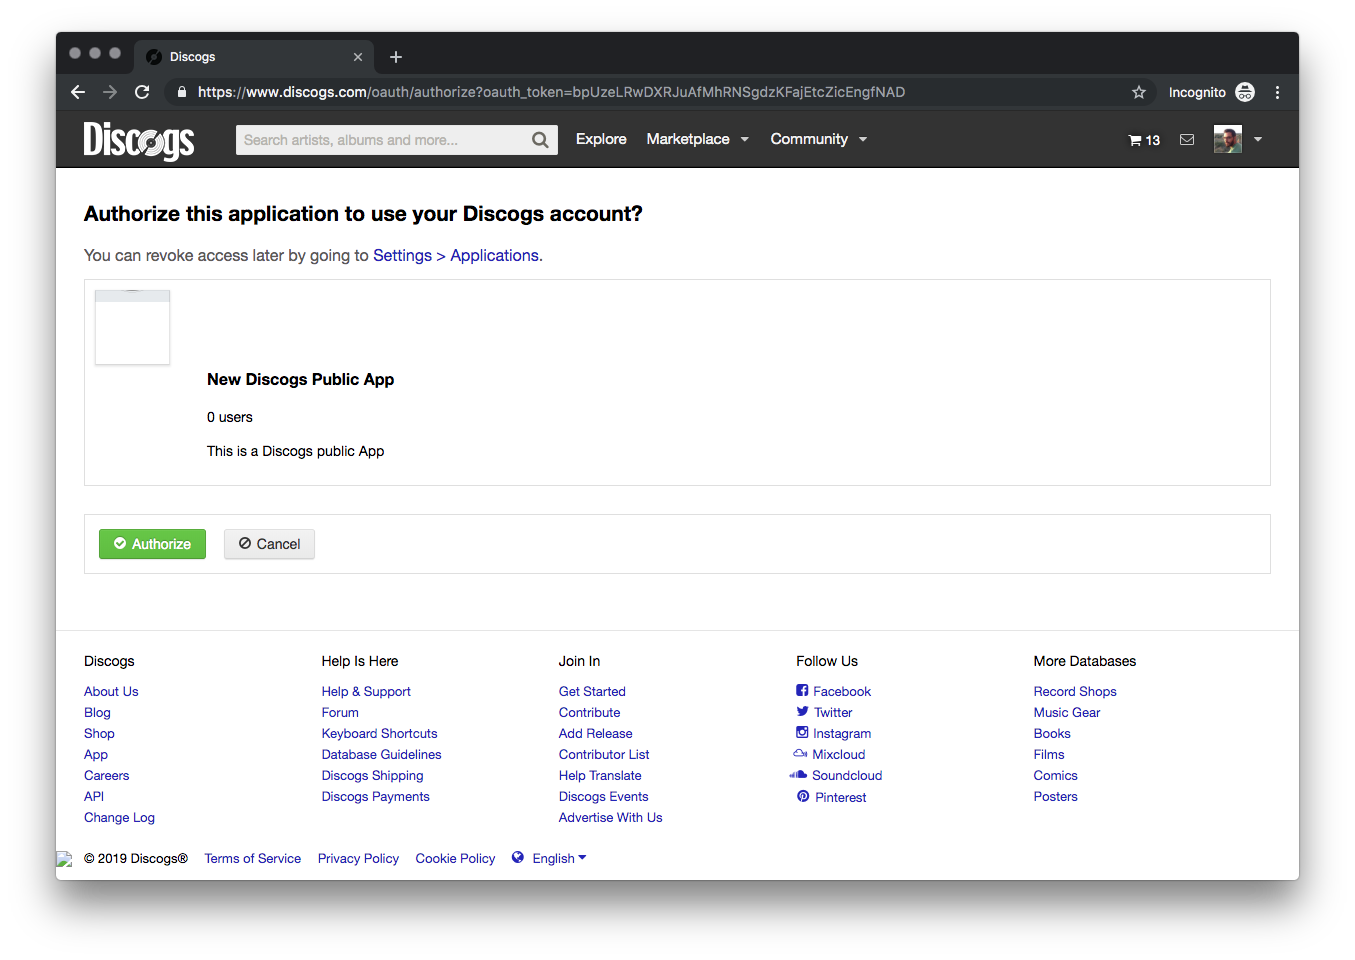 Discogs
https://www.discogs.com/oauth/authorize?oauth_token=bpUzeLRwDXRJuAfMhRNSgdzKFajEtcZicEngfNAD
Incognito
Discogs
Search artists, albums and more...
Explore
Marketplace
Community
13
Authorize this application to use your Discogs account?
You can revoke access later by going to Settings > Applications.
New Discogs Public App
0 users
This is a Discogs public App
Authorize
Cancel
Discogs
About Us
Blog
Shop
App
Careers
API
Change Log
Help Is Here
Help & Support
Forum
Keyboard Shortcuts
Database Guidelines
Discogs Shipping
Discogs Payments
Join In
Get Started
Contribute
Add Release
Contributor List
Help Translate
Discogs Events
Advertise With Us
Follow Us
Facebook
Twitter
Instagram
Mixcloud
Soundcloud
Pinterest
More Databases
Record Shops
Music Gear
Books
Films
Comics
Posters
© 2019 Discogs® Terms of Service Privacy Policy Cookie Policy English